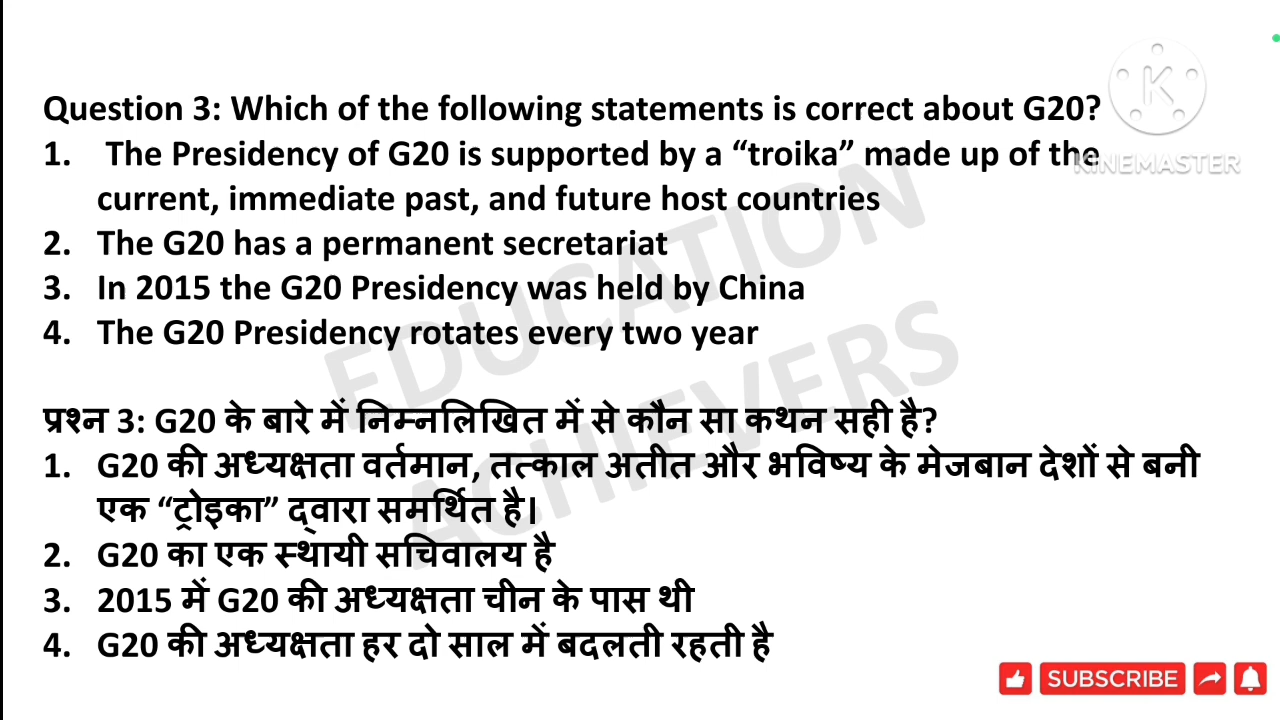 Question 3: Which of the following statements is correct about G20?
1. The Presidency of G20 is supported by a “troika” made up of the
current, immediate past, and future host countries
2. The G20 has a permanent secretariat
3. In 2015 the G20 Presidency was held by China
4. The G20 Presidency rotates every two year
प्रश्न 3: G20 के बारे में निम्नलिखित में से कौन सा कथन सही है?
1. G20 की अध्यक्षता वर्तमान, तत्काल अतीत और भविष्य के मेजबान देशों से बनी
एक “ट्रोइका” द्वारा समर्थित है।
2. G20 का एक स्थायी सचिवालय है
3. 2015 में G20 की अध्यक्षता चीन के पास थी
4. G20 की अध्यक्षता हर दो साल में बदलती रहती है
EDUCATION
ACHIEVERS
K
KINEMASTER
SUBSCRIBE